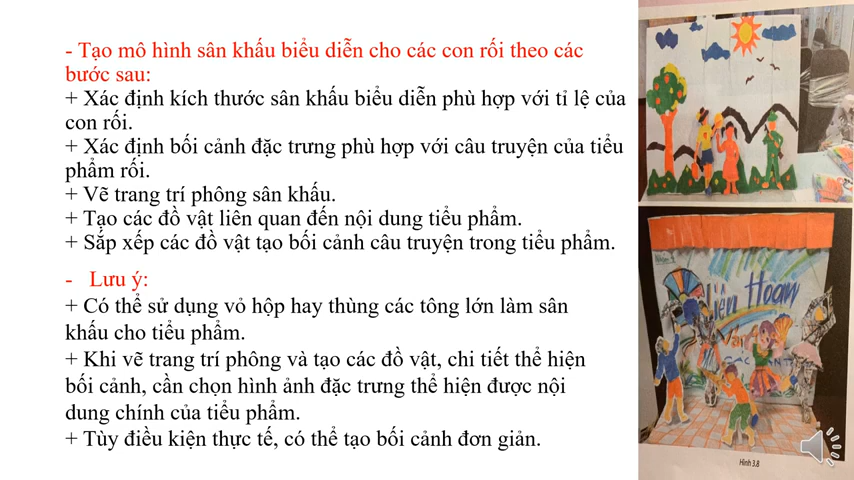 - Tạo mô hình sân khấu biểu diễn cho các con rối theo các
bước sau:
+ Xác định kích thước sân khấu biểu diễn phù hợp với tỉ lệ của
con rối.
+ Xác định bối cảnh đặc trưng phù hợp với câu truyện của tiểu
phẩm rối.
+ Vẽ trang trí phông sân khấu.
+ Tạo các đồ vật liên quan đến nội dung tiểu phẩm.
+ Sắp xếp các đồ vật tạo bối cảnh câu truyện trong tiểu phẩm.
- Lưu ý:
+ Có thể sử dụng vỏ hộp hay thùng các tông lớn làm sân
khấu cho tiểu phẩm.
+ Khi vẽ trang trí phông và tạo các đồ vật, chi tiết thể hiện
bối cảnh, cần chọn hình ảnh đặc trưng thể hiện được nội
dung chính của tiểu phẩm.
+ Tùy điều kiện thực tế, có thể tạo bối cảnh đơn giản.
Liên Hoan
Hình 3.8